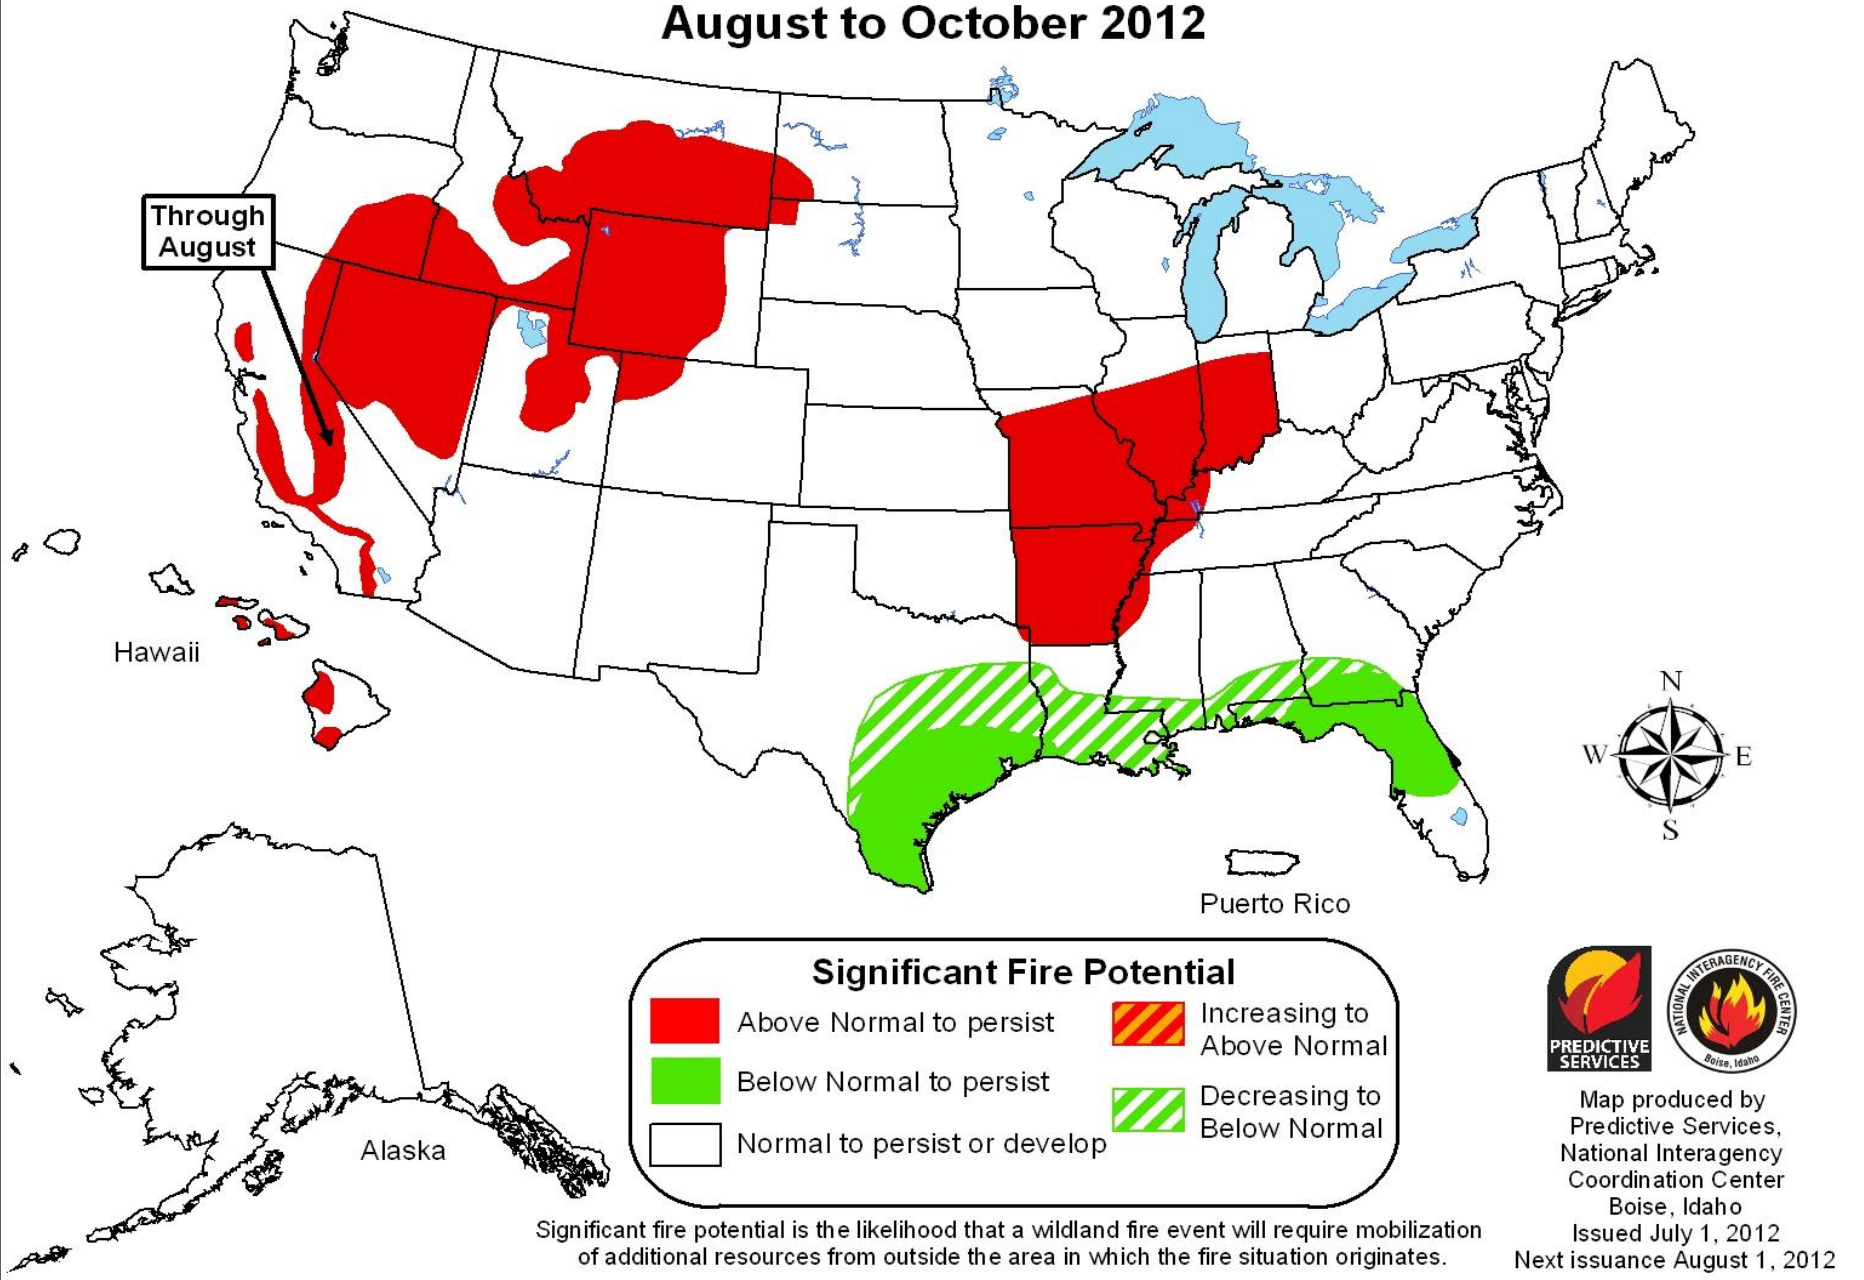 August to October 2012
Through
August
Hawaii
N
W
E
S
Puerto Rico
Alaska
Significant Fire Potential
Above Normal to persist
Below Normal to persist
Normal to persist or develop
Increasing to
Above Normal
Decreasing to
Below Normal
PREDICTIVE
SERVICES
NATIONAL INTERAGENCY FIRE CENTER
Boise, Idaho
Map produced by
Predictive Services,
National Interagency
Coordination Center
Boise, Idaho
Issued July 1, 2012
Next issuance August 1, 2012
Significant fire potential is the likelihood that a wildland fire event will require mobilization
of additional resources from outside the area in which the fire situation originates.